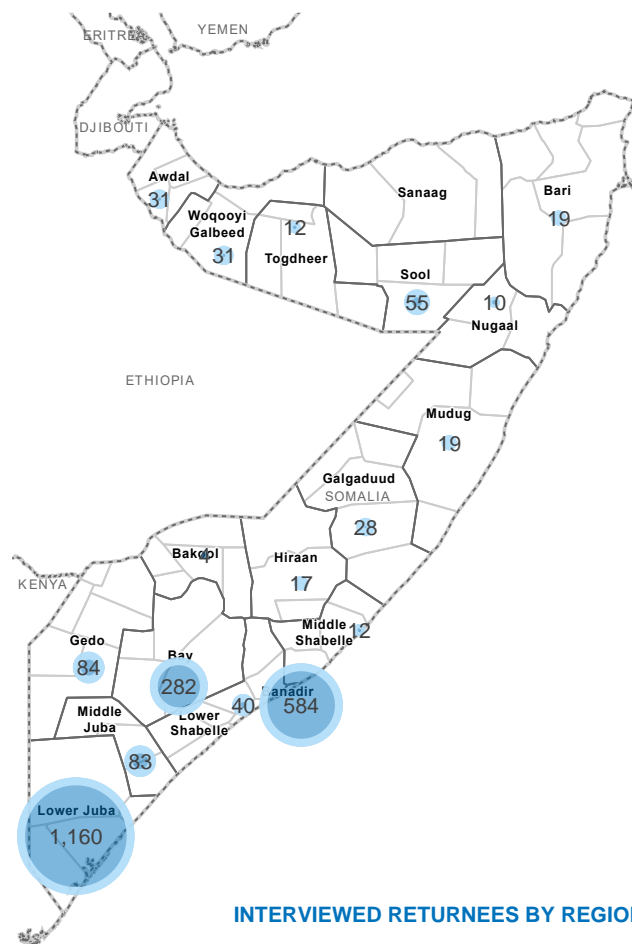 YEMEN
ERITREA
DJIBOUTI
Awdal
31
Woqooyi
Galbeed
31
12
Togdheer
Sanaag
Bari
19
Sool
55
10
Nugaal
ETHIOPIA
Mudug
19
Galgaduud
SOMALIA
28
Bakool
4
Hiraan
17
KENYA
Middle
Shabelle
12
Gedo
84
Bay
282
Banadir
584
40
Lower
Shabelle
Middle
Juba
83
Lower Juba
1,160
INTERVIEWED RETURNEES BY REGION